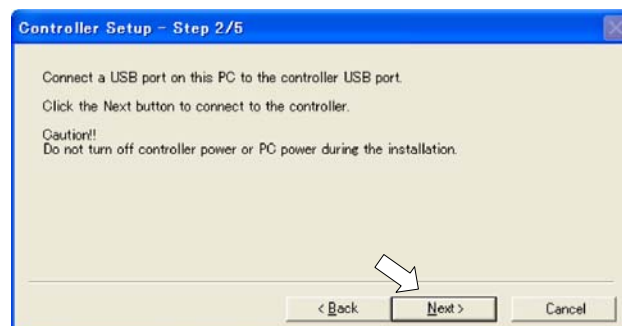 Controller Setup - Step 2/5
Connect a USB port on this PC to the controller USB port.
Click the Next button to connect to the controller.
Caution!!
Do not turn off controller power or PC power during the installation.
< Back
Next >
Cancel